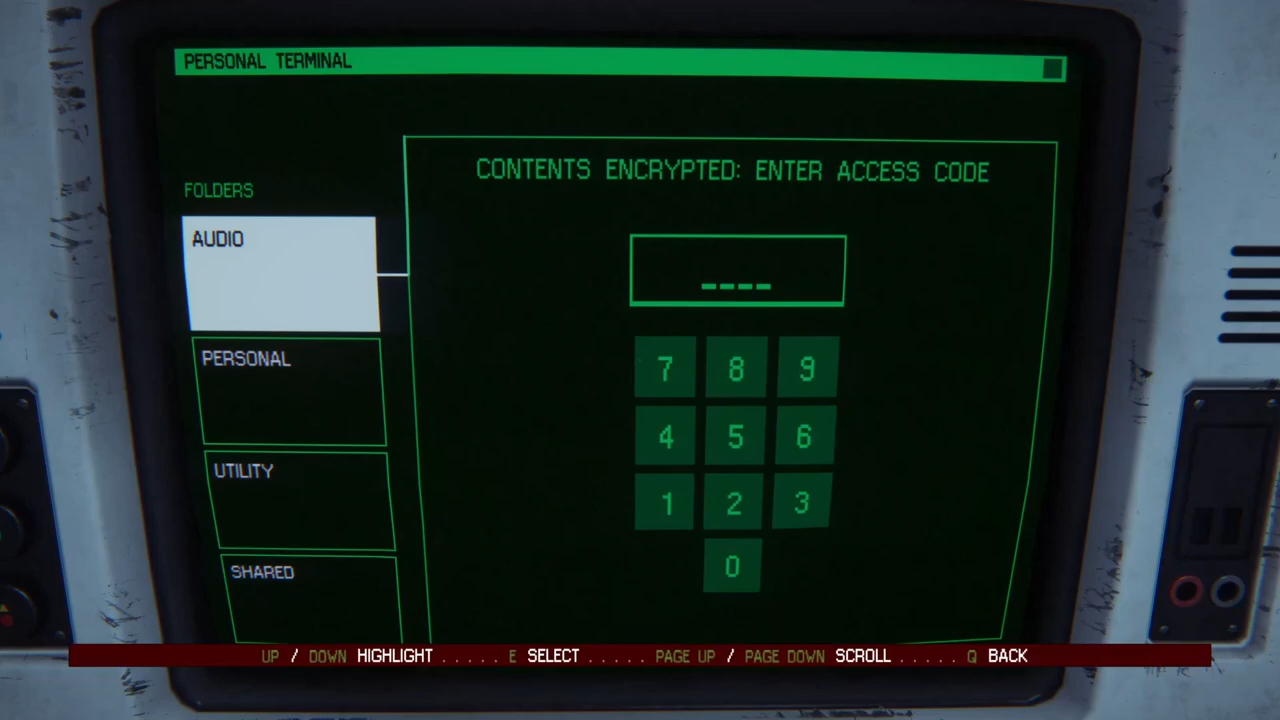 PERSONAL TERMINAL
FOLDERS
AUDIO
PERSONAL
UTILITY
SHARED
CONTENTS ENCRYPTED: ENTER ACCESS CODE
____
7 8 9
4 5 6
1 2 3
0
UP / DOWN HIGHLIGHT ..... E SELECT ..... PAGE UP / PAGE DOWN SCROLL ..... Q BACK